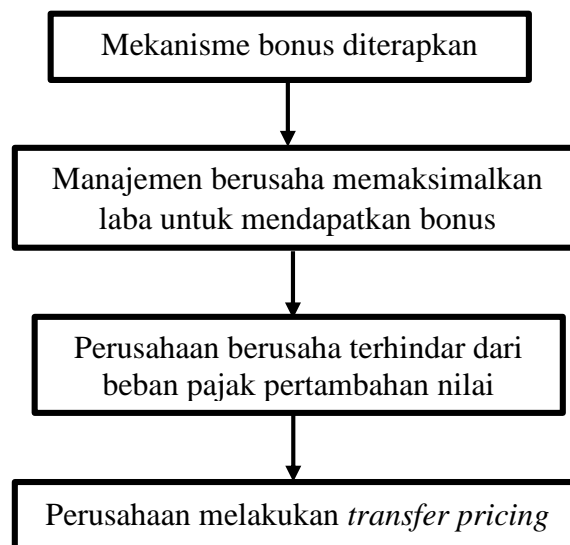 Mekanisme bonus diterapkan
Manajemen berusaha memaksimalkan
laba untuk mendapatkan bonus
Perusahaan berusaha terhindar dari
beban pajak pertambahan nilai
Perusahaan melakukan transfer pricing